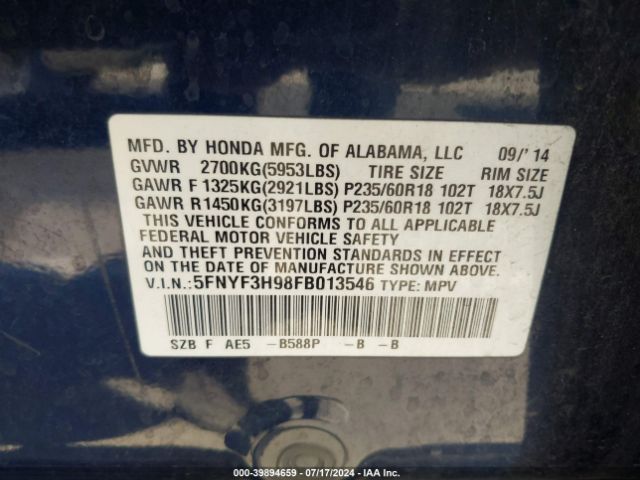 MFD. BY HONDA MFG. OF ALABAMA, LLC 09/' 14
GVWR 2700KG(5953LBS) TIRE SIZE RIM SIZE
GAWR F 1325KG(2921LBS) P235/60R18 102T 18X7.5J
GAWR R1450KG(3197LBS) P235/60R18 102T 18X7.5J
THIS VEHICLE CONFORMS TO ALL APPLICABLE
FEDERAL MOTOR VEHICLE SAFETY
AND THEFT PREVENTION STANDARDS IN EFFECT
ON THE DATE OF MANUFACTURE SHOWN ABOVE.
V.I.N.:5FNYF3H98FB013546 TYPE: MPV
SZB F AE5 -B588P -B -B
000-39894659 - 07/17/2024 - IAA Inc.